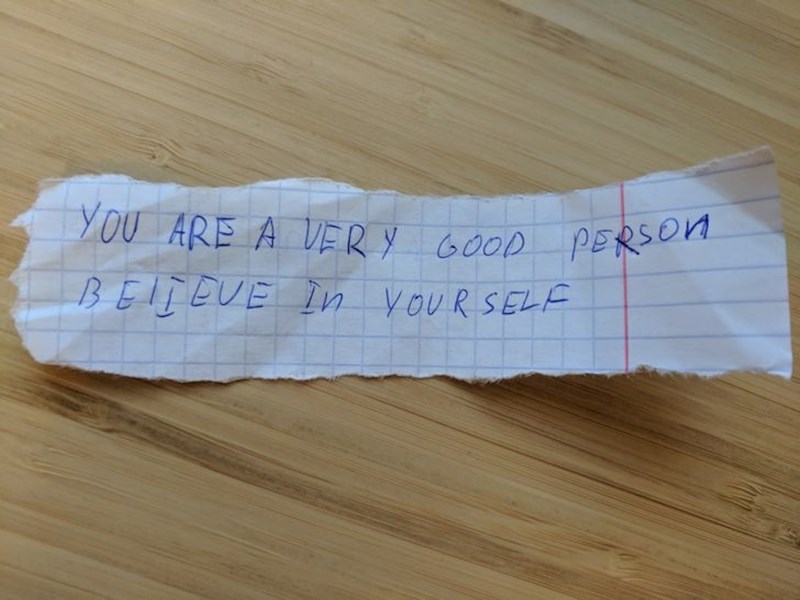 YOU ARE A VERY GOOD PERSON
BElIEVE In YOURSELF